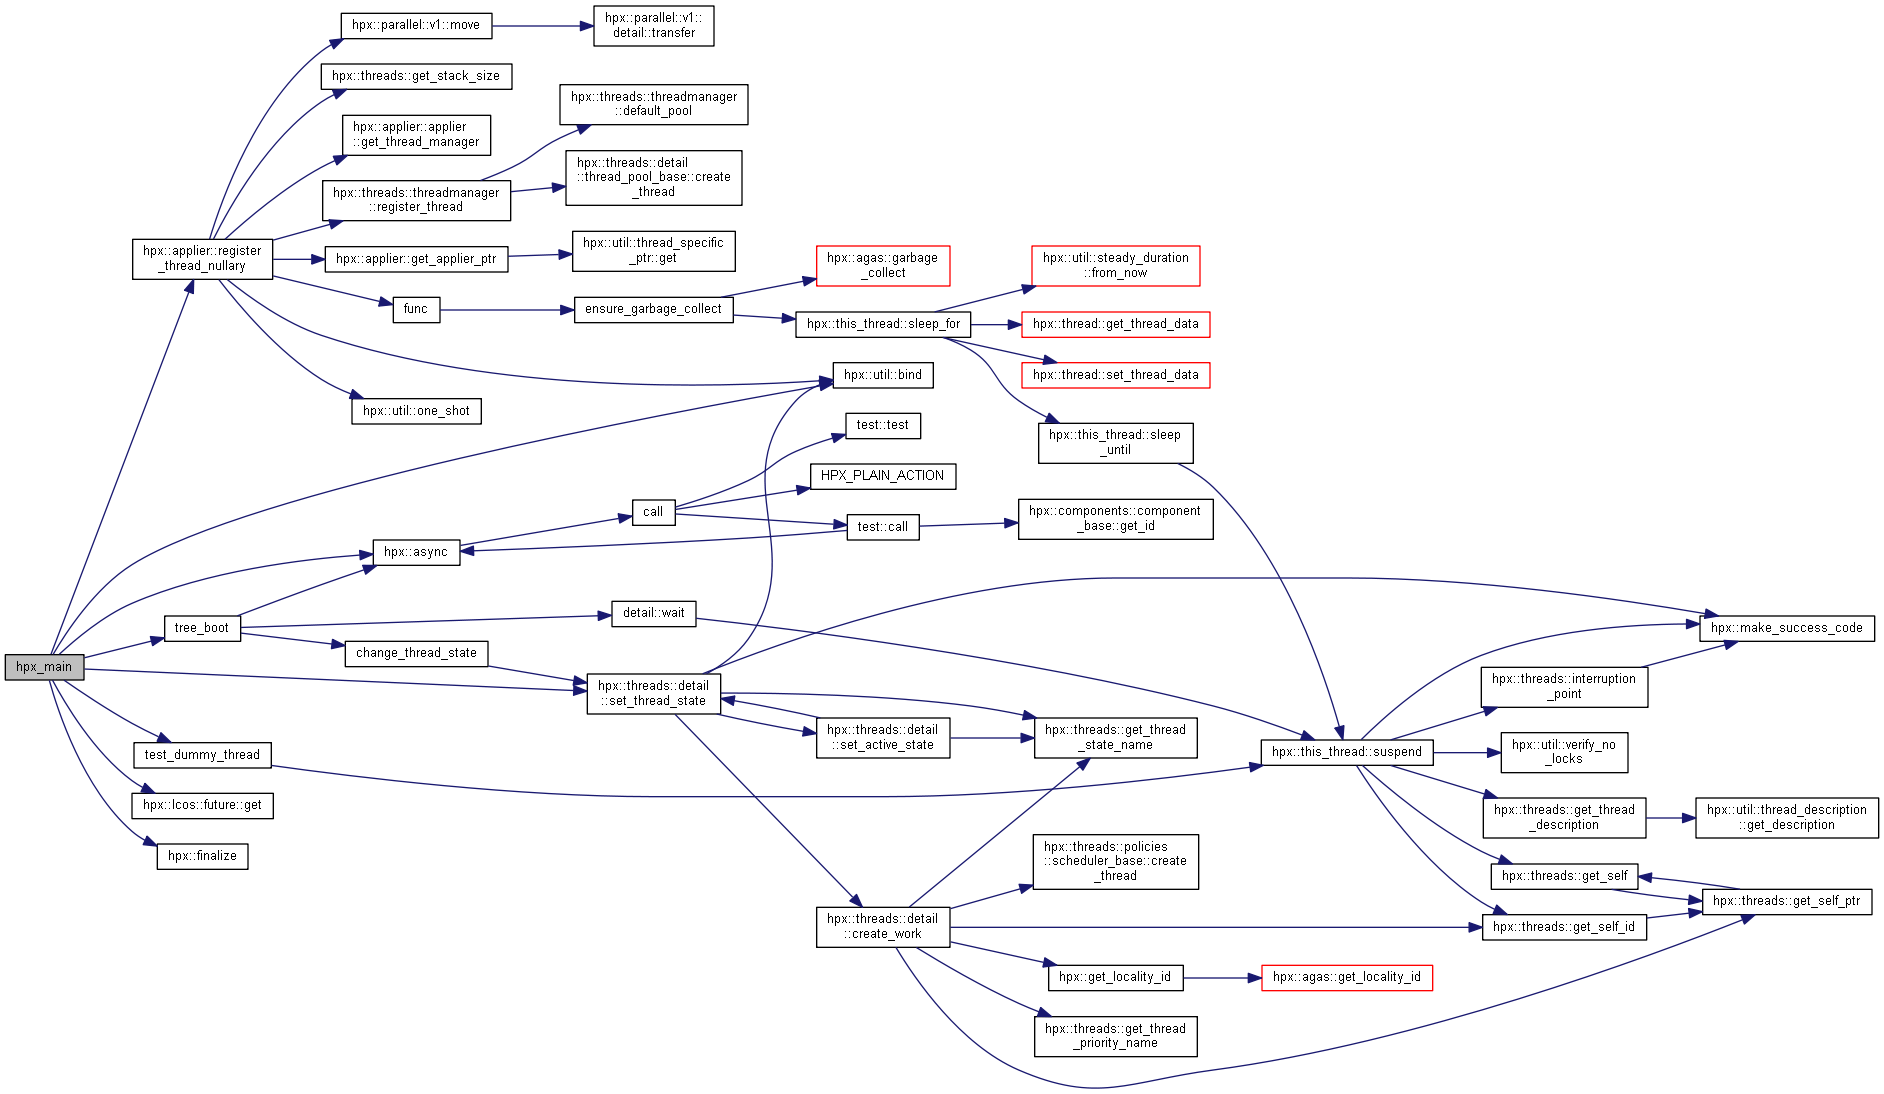 hpx_main
hpx::applier::register
_thread_nullary
tree_boot
test_dummy_thread
hpx::lcos::future::get
hpx::finalize
hpx::parallel::v1::move
hpx::threads::get_stack_size
hpx::applier::applier
::get_thread_manager
hpx::threads::threadmanager
::register_thread
hpx::applier::get_applier_ptr
func
hpx::util::one_shot
hpx::async
change_thread_state
hpx::parallel::v1::
detail::transfer
hpx::threads::threadmanager
::default_pool
hpx::threads::detail
::thread_pool_base::create
_thread
hpx::util::thread_specific
_ptr::get
ensure_garbage_collect
call
detail::wait
hpx::threads::detail
::set_thread_state
hpx::agas::garbage
_collect
hpx::this_thread::sleep_for
hpx::util::bind
test::test
HPX_PLAIN_ACTION
test::call
hpx::threads::detail
::set_active_state
hpx::threads::detail
::create_work
hpx::util::steady_duration
::from_now
hpx::thread::get_thread_data
hpx::thread::set_thread_data
hpx::this_thread::sleep
_until
hpx::components::component
_base::get_id
hpx::threads::get_thread
_state_name
hpx::threads::policies
::scheduler_base::create
_thread
hpx::get_locality_id
hpx::threads::get_thread
_priority_name
hpx::this_thread::suspend
hpx::agas::get_locality_id
hpx::threads::interruption
_point
hpx::util::verify_no
_locks
hpx::threads::get_thread
_description
hpx::threads::get_self
hpx::threads::get_self_id
hpx::make_success_code
hpx::util::thread_description
::get_description
hpx::threads::get_self_ptr